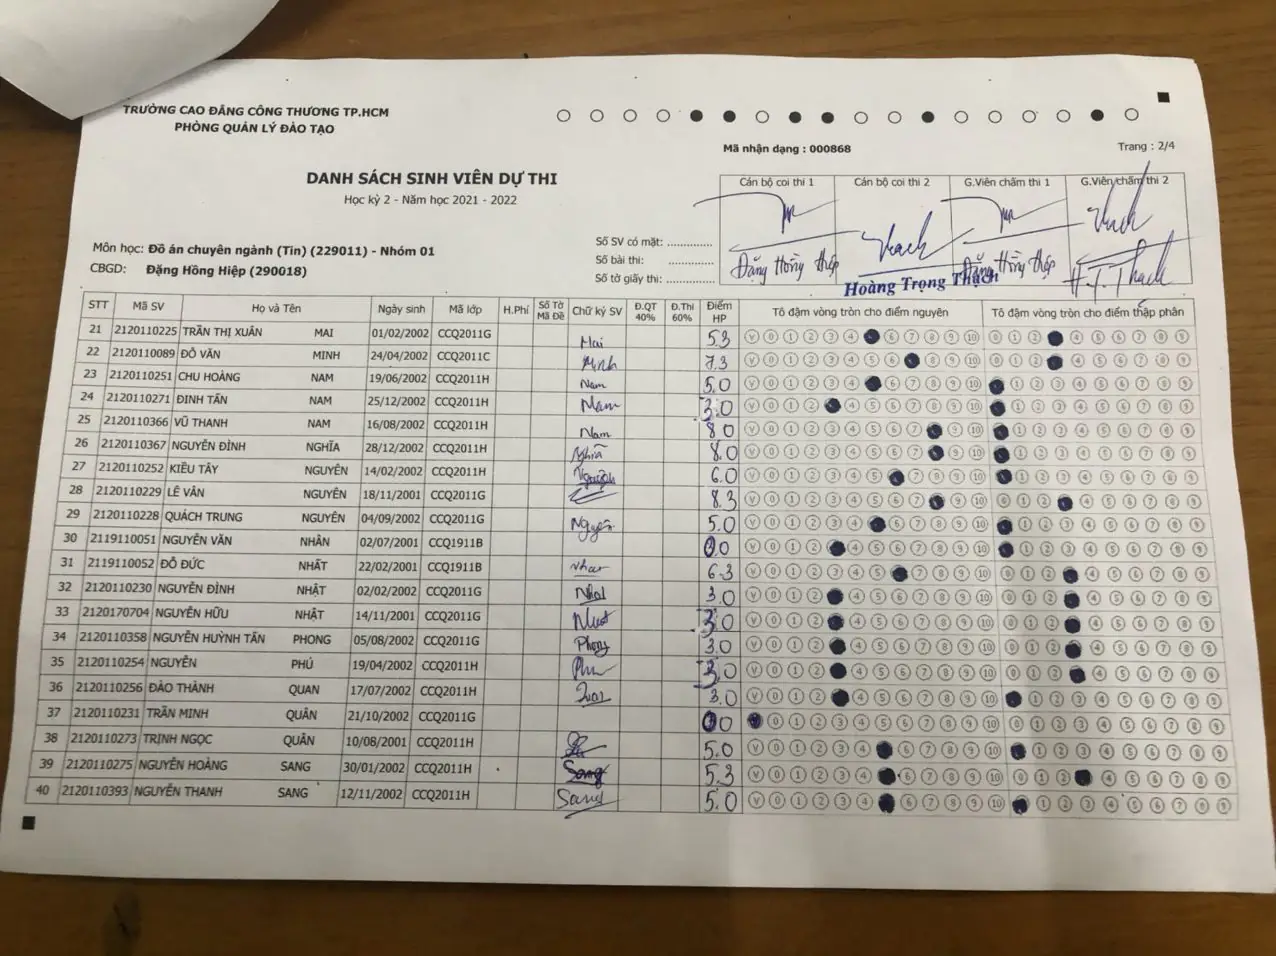 TRƯỜNG CAO ĐẲNG CÔNG THƯƠNG TP.HCM
PHÒNG QUẢN LÝ ĐÀO TẠO
Mã nhận dạng : 000868
Trang : 2/4
DANH SÁCH SINH VIÊN DỰ THI
Học kỳ 2 - Năm học 2021 - 2022
Cán bộ coi thi 1 Cán bộ coi thi 2 G.Viên chấm thi 1 G.Viên chấm thi 2
Môn học: Đồ án chuyên ngành (Tin) (229011) - Nhóm 01
CBGD: Đặng Hồng Hiệp (290018)
Số SV có mặt: ............
Số bài thi: ............
Số tờ giấy thi: ............
Đặng Hồng Hiệp Hoàng Trọng Thạch Đặng Hồng Hiệp H.T.Thạch
STT Mã SV Họ và Tên Ngày sinh Mã lớp H.Phí Số Tờ Mã Đề Chữ ký SV Đ.QT 40% Đ.Thi 60% Điểm HP Tô đậm vòng tròn cho điểm nguyên Tô đậm vòng tròn cho điểm thập phân
21 2120110225 TRẦN THỊ XUÂN MAI 01/02/2002 CCQ2011G Mai 5.3
22 2120110089 ĐỖ VĂN MINH 24/04/2002 CCQ2011C Minh 7.3
23 2120110251 CHU HOÀNG NAM 19/06/2002 CCQ2011H Nam 5.0
24 2120110271 ĐINH TẤN NAM 25/12/2002 CCQ2011H Nam 3.0
25 2120110366 VŨ THANH NAM 16/08/2002 CCQ2011H Nam 8.0
26 2120110367 NGUYỄN ĐÌNH NGHĨA 28/12/2002 CCQ2011H Nghĩa 8.0
27 2120110252 KIỀU TÂY NGUYÊN 14/02/2002 CCQ2011H 6.0
28 2120110229 LÊ VĂN NGUYÊN 18/11/2001 CCQ2011G 8.3
29 2120110228 QUÁCH TRUNG NGUYÊN 04/09/2002 CCQ2011G Nguyên 5.0
30 2119110051 NGUYỄN VĂN NHÂN 02/07/2001 CCQ1911B
31 2119110052 ĐỖ ĐỨC NHẤT 22/02/2001 CCQ1911B 6.3
32 2120110230 NGUYỄN ĐÌNH NHẬT 02/02/2002 CCQ2011G 3.0
33 2120170704 NGUYỄN HỮU NHẬT 14/11/2001 CCQ2011G 3.0
34 2120110358 NGUYỄN HUỲNH TẤN PHONG 05/08/2002 CCQ2011G Phong 3.0
35 2120110254 NGUYỄN PHÚ 19/04/2002 CCQ2011H 3.0
36 2120110256 ĐÀO THÀNH QUAN 17/07/2002 CCQ2011H 3.0
37 2120110231 TRẦN MINH QUÂN 21/10/2002 CCQ2011G
38 2120110273 TRỊNH NGỌC QUÂN 10/08/2001 CCQ2011H 5.0
39 2120110275 NGUYỄN HOÀNG SANG 30/01/2002 CCQ2011H Sang 5.3
40 2120110393 NGUYỄN THANH SANG 12/11/2002 CCQ2011H Sang 5.0